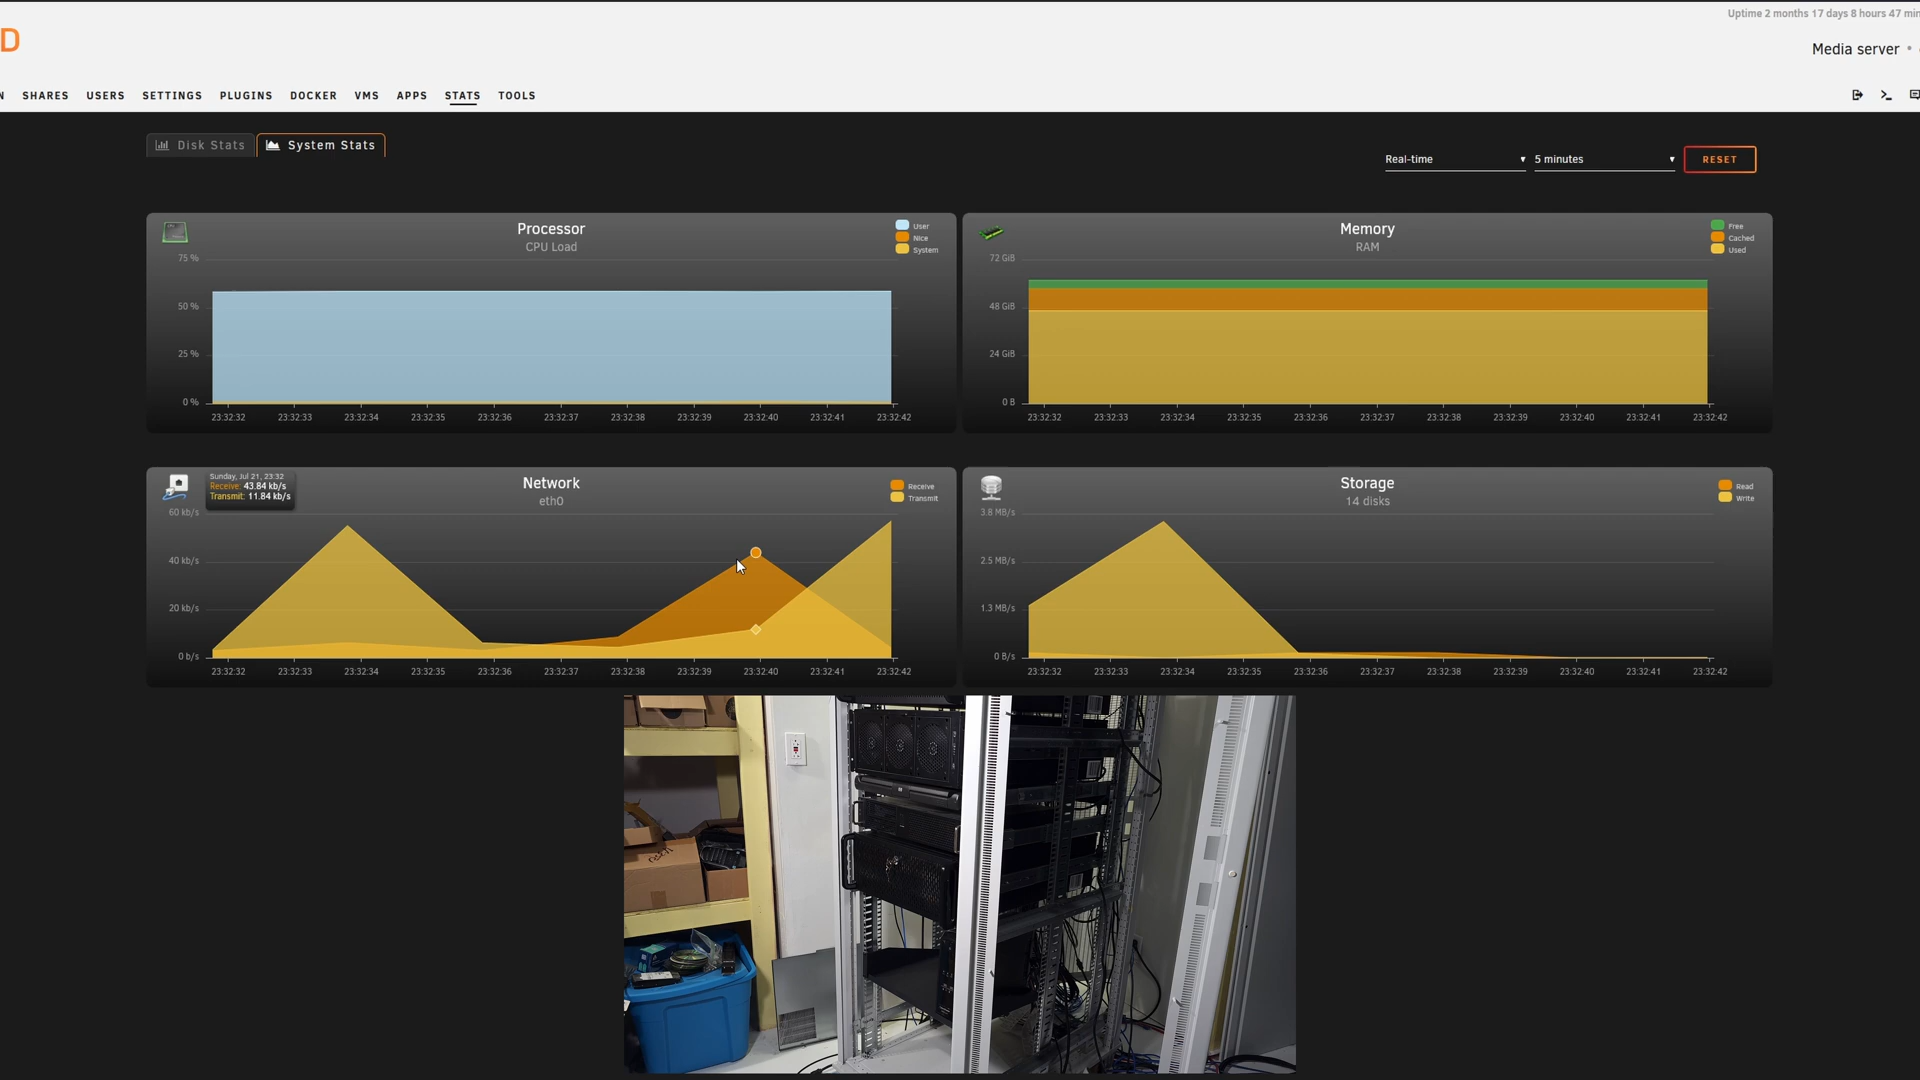 Uptime 2 months 17 days 8 hours 47 min
D
Media server •
N SHARES USERS SETTINGS PLUGINS DOCKER VMS APPS STATS TOOLS
Disk Stats System Stats
Real-time 5 minutes RESET
Processor
CPU Load
User
Nice
System
75 %
50 %
25 %
0 %
23:32:32 23:32:33 23:32:34 23:32:35 23:32:36 23:32:37 23:32:38 23:32:39 23:32:40 23:32:41 23:32:42
Memory
RAM
Free
Cached
Used
72 GiB
48 GiB
24 GiB
0 B
23:32:32 23:32:33 23:32:34 23:32:35 23:32:36 23:32:37 23:32:38 23:32:39 23:32:40 23:32:41 23:32:42
Sunday, Jul 21, 23:32
Receive: 43.84 kb/s
Transmit: 11.84 kb/s
Network
eth0
Receive
Transmit
60 kb/s
40 kb/s
20 kb/s
0 b/s
23:32:32 23:32:33 23:32:34 23:32:35 23:32:36 23:32:37 23:32:38 23:32:39 23:32:40 23:32:41 23:32:42
Storage
14 disks
Read
Write
3.8 MB/s
2.5 MB/s
1.3 MB/s
0 B/s
23:32:32 23:32:33 23:32:34 23:32:35 23:32:36 23:32:37 23:32:38 23:32:39 23:32:40 23:32:41 23:32:42